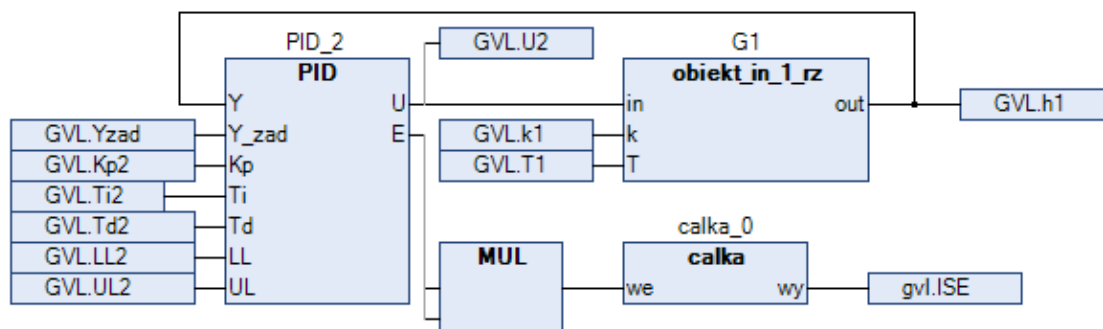 PID_2
PID
Y
U
GVL.Yzad
Y_zad
E
GVL.Kp2
Kp
GVL.Ti2
Ti
GVL.Td2
Td
GVL.LL2
LL
GVL.UL2
UL
GVL.U2
G1
obiekt_in_1_rz
in
out
GVL.k1
k
GVL.T1
T
GVL.h1
MUL
calka_0
calka
we
wy
gvl.ISE